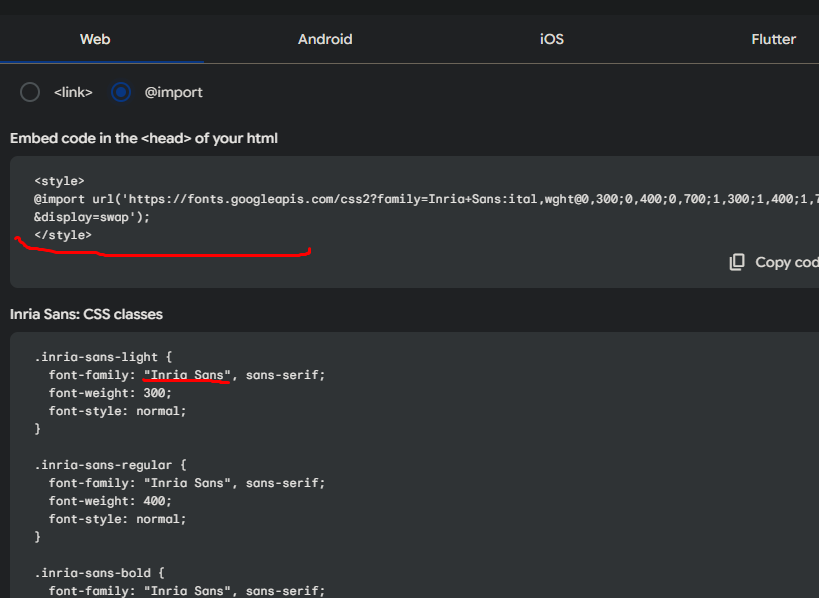 Web Android iOS Flutter
<link> @import
Embed code in the <head> of your html
<style>
@import url('https://fonts.googleapis.com/css2?family=Inria+Sans:ital,wght@0,300;0,400;0,700;1,300;1,400;1,7
&display=swap');
</style>
Copy cod
Inria Sans: CSS classes
.inria-sans-light {
font-family: "Inria Sans", sans-serif;
font-weight: 300;
font-style: normal;
}
.inria-sans-regular {
font-family: "Inria Sans", sans-serif;
font-weight: 400;
font-style: normal;
}
.inria-sans-bold {
font-family: "Inria Sans", sans-serif;